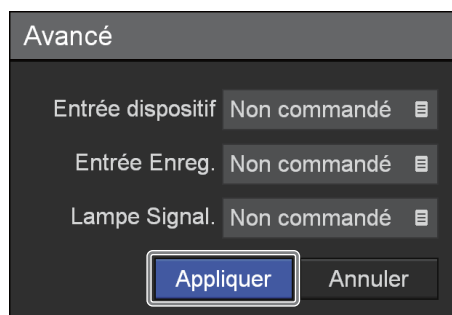 Avancé
Entrée dispositif Non commandé
Entrée Enreg. Non commandé
Lampe Signal. Non commandé
Appliquer Annuler